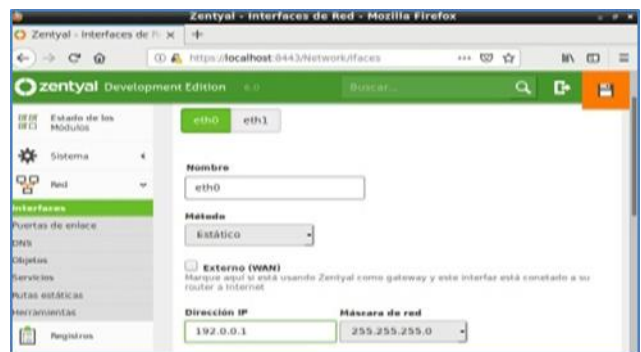 Zentyal - Interfaces de Red - Mozilla Firefox
Zentyal - Interfaces de R
https://localhost:8443/Network/Ifaces
zentyal Development Edition 6.0
Buscar...
Estado de los
Módulos
Sistema
Red
Interfaces
Puertas de enlace
DNS
Objetos
Servicios
Rutas estáticas
Herramientas
Registros
eth0 eth1
Nombre
eth0
Método
Estático
Externo (WAN)
Marque aquí si está usando Zentyal como gateway y este interfaz está conetado a su
router a Internet
Dirección IP Máscara de red
192.0.0.1 255.255.255.0